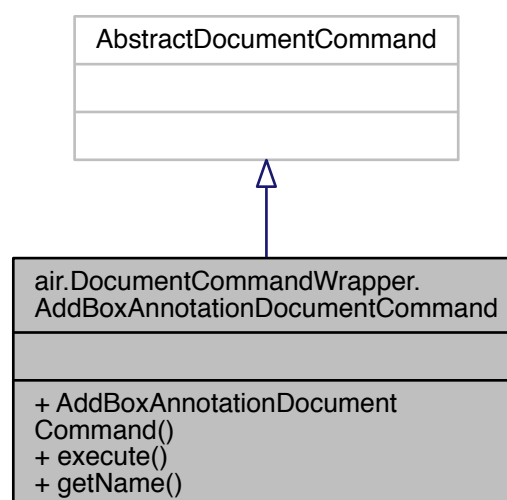 AbstractDocumentCommand
air.DocumentCommandWrapper.
AddBoxAnnotationDocumentCommand
+ AddBoxAnnotationDocument
Command()
+ execute()
+ getName()